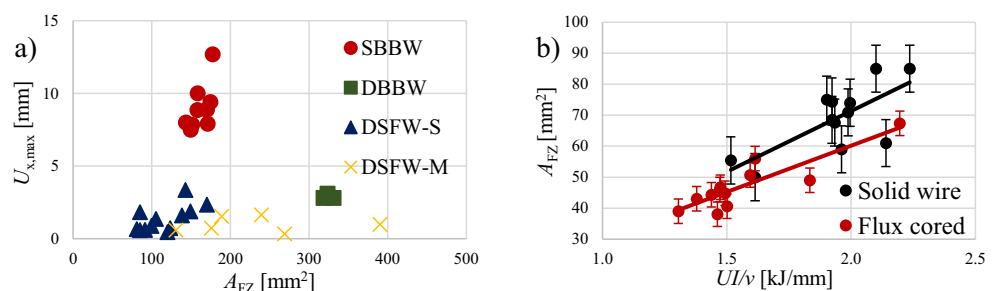 a)
15
10
5
0
Ux,max [mm]
0 100 200 300 400 500
AFZ [mm²]
SBBW
DBBW
DSFW-S
DSFW-M
b)
100
90
80
70
60
50
40
30
AFZ [mm²]
1.0 1.5 2.0 2.5
UI/v [kJ/mm]
Solid wire
Flux cored